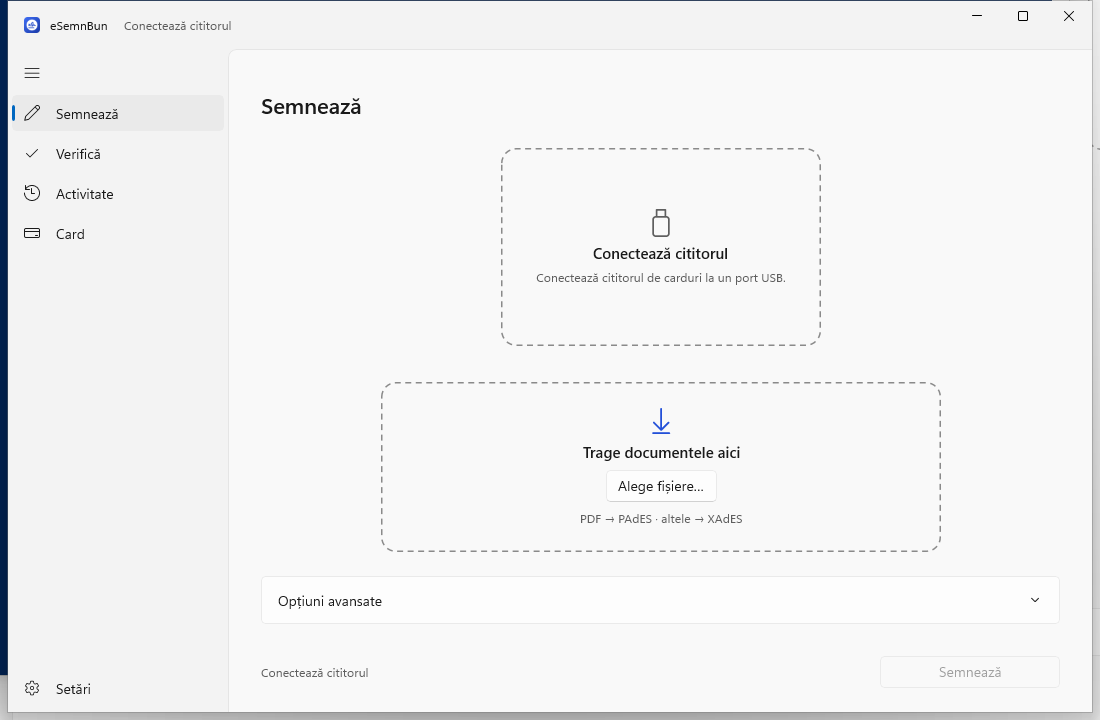 eSemnBun Conectează cititorul
Semnează
Verifică
Activitate
Card
Setări
Semnează
Conectează cititorul
Conectează cititorul de carduri la un port USB.
Trage documentele aici
Alege fișiere...
PDF → PAdES · altele → XAdES
Opțiuni avansate
Conectează cititorul
Semnează